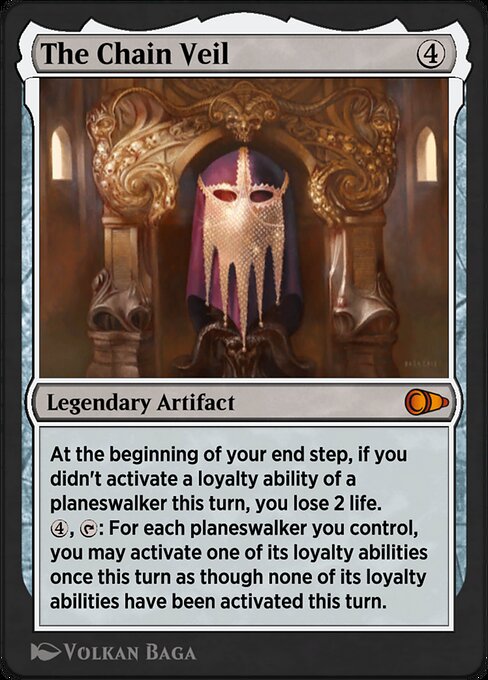 The Chain Veil 4
Legendary Artifact
At the beginning of your end step, if you
didn't activate a loyalty ability of a
planeswalker this turn, you lose 2 life.
4, : For each planeswalker you control,
you may activate one of its loyalty abilities
once this turn as though none of its loyalty
abilities have been activated this turn.
Volkan Baga